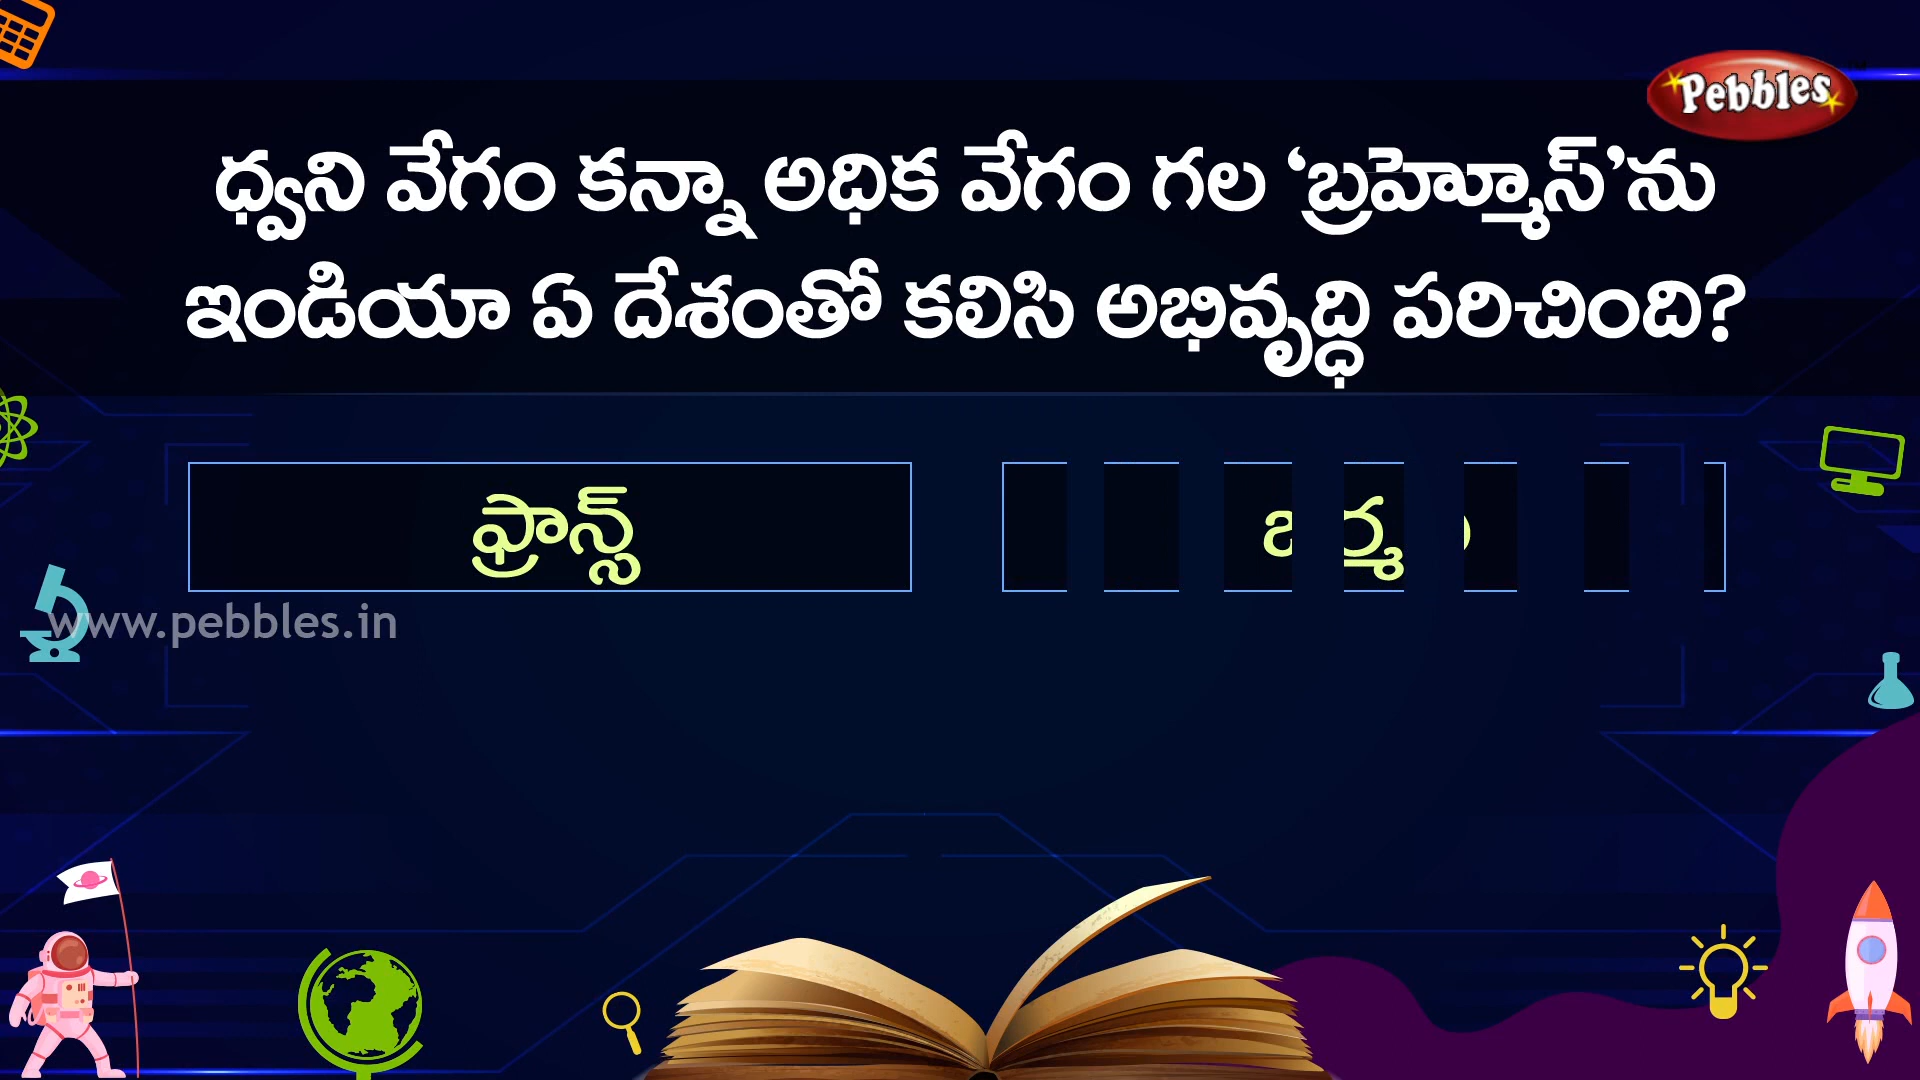 Pebbles
ధ్వని వేగం కన్నా అధిక వేగం గల ‘బ్రహ్మోస్’ను
ఇండియా ఏ దేశంతో కలిసి అభివృద్ధి పరిచింది?
ఫ్రాన్స్
www.pebbles.in